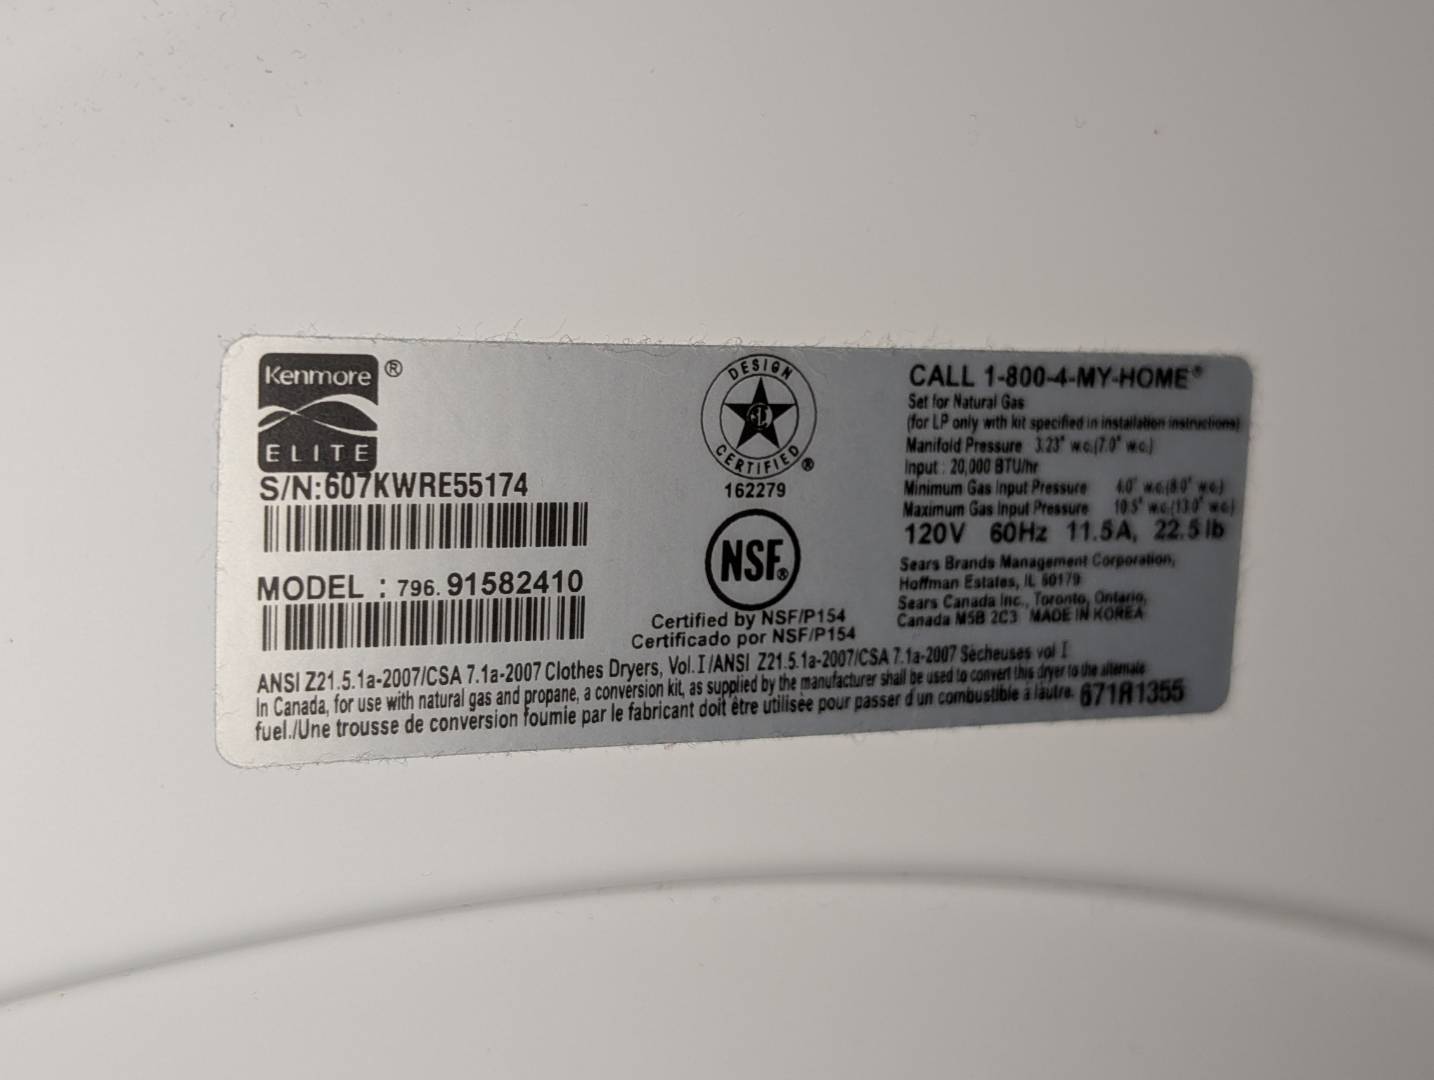 Kenmore ®
ELITE
S/N:607KWRE55174
MODEL : 796. 91582410
DESIGN
CERTIFIED ®
162279
NSF®
Certified by NSF/P154
Certificado por NSF/P154
CALL 1-800-4-MY-HOME®
Set for Natural Gas
(for LP only with kit specified in installation instructions)
Manifold Pressure 3.23" w.c.(7.0" w.c.)
Input : 20,000 BTU/hr
Minimum Gas Input Pressure 4.0" w.c.(8.0" w.c.)
Maximum Gas Input Pressure 10.5" w.c.(13.0" w.c.)
120V 60Hz 11.5A, 22.5 lb
Sears Brands Management Corporation,
Hoffman Estates, IL 60179
Sears Canada Inc., Toronto, Ontario,
Canada M5B 2C3 MADE IN KOREA
ANSI Z21.5.1a-2007/CSA 7.1a-2007 Clothes Dryers, Vol. I /ANSI Z21.5.1a-2007/CSA 7.1a-2007 Sècheuses vol I
In Canada, for use with natural gas and propane, a conversion kit, as supplied by the manufacturer shall be used to convert this dryer to the alternate
fuel./Une trousse de conversion fournie par le fabricant doit être utilisée pour passer d'un combustible à l'autre. 671R1355